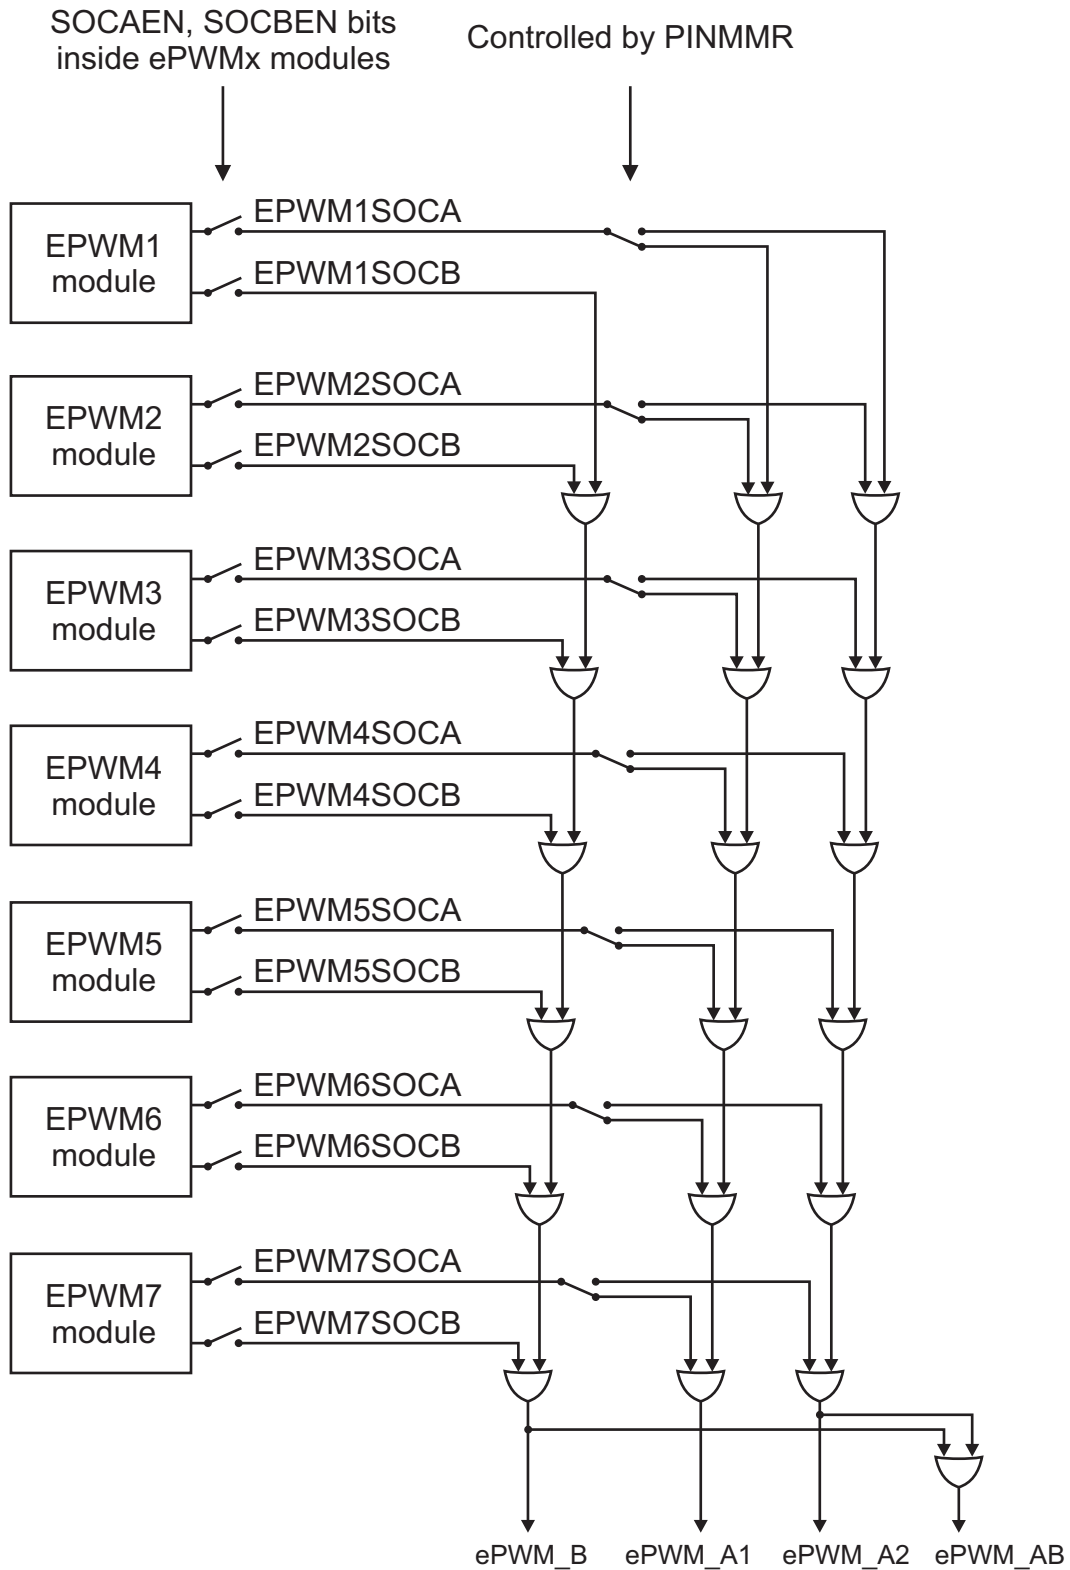 SOCAEN, SOCBEN bits
inside ePWMx modules
Controlled by PINMMR
EPWM1
module
EPWM1SOCA
EPWM1SOCB
EPWM2
module
EPWM2SOCA
EPWM2SOCB
EPWM3
module
EPWM3SOCA
EPWM3SOCB
EPWM4
module
EPWM4SOCA
EPWM4SOCB
EPWM5
module
EPWM5SOCA
EPWM5SOCB
EPWM6
module
EPWM6SOCA
EPWM6SOCB
EPWM7
module
EPWM7SOCA
EPWM7SOCB
ePWM_B
ePWM_A1
ePWM_A2
ePWM_AB